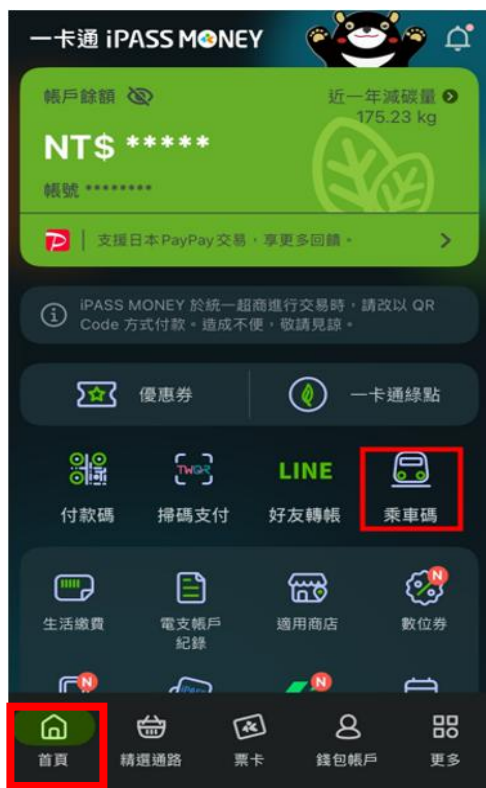 一卡通 iPASS MONEY
帳戶餘額
近一年減碳量
175.23 kg
NT$ *****
帳號 ********
支援日本 PayPay 交易，享更多回饋。
iPASS MONEY 於統一超商進行交易時，請改以 QR
Code 方式付款。造成不便，敬請見諒。
優惠券
一卡通綠點
TWQR
LINE
付款碼
掃碼支付
好友轉帳
乘車碼
N
生活繳費
電支帳戶
紀錄
適用商店
數位券
N
N
首頁
精選通路
票卡
錢包帳戶
更多